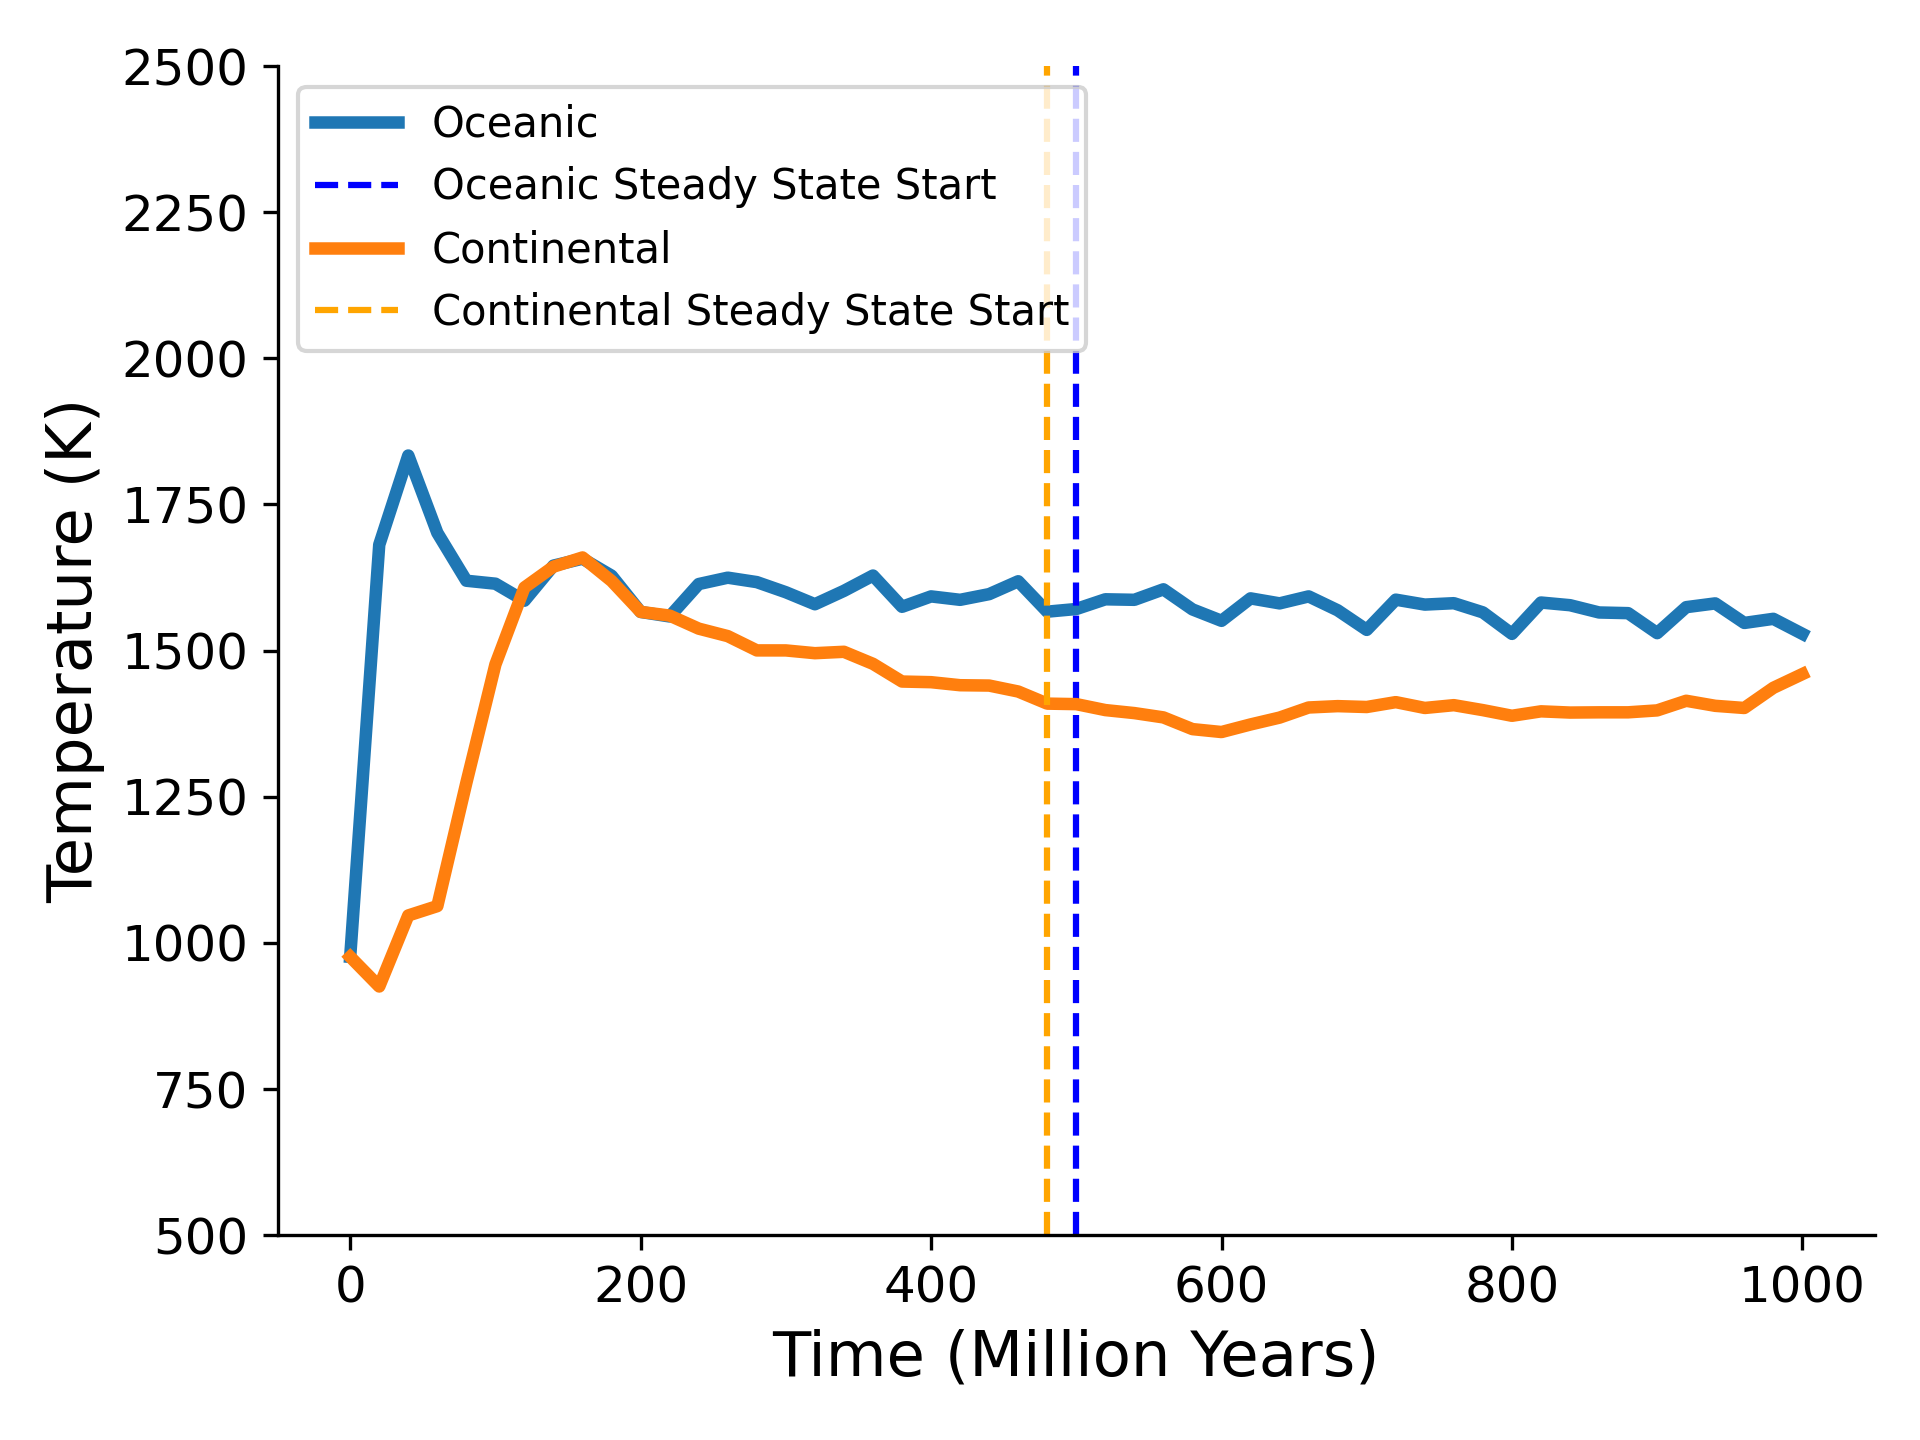 2500
2250
2000
1750
1500
1250
1000
750
500
Temperature (K)
Oceanic
Oceanic Steady State Start
Continental
Continental Steady State Start
0 200 400 600 800 1000
Time (Million Years)